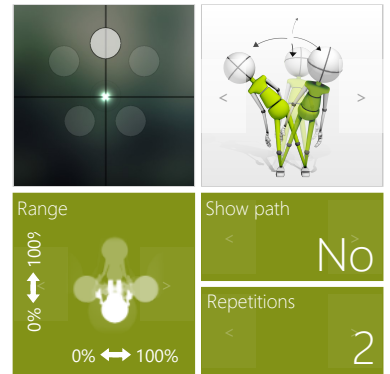 Range
0% ↔ 100%
0% ↔ 100%
Show path
No
Repetitions
2